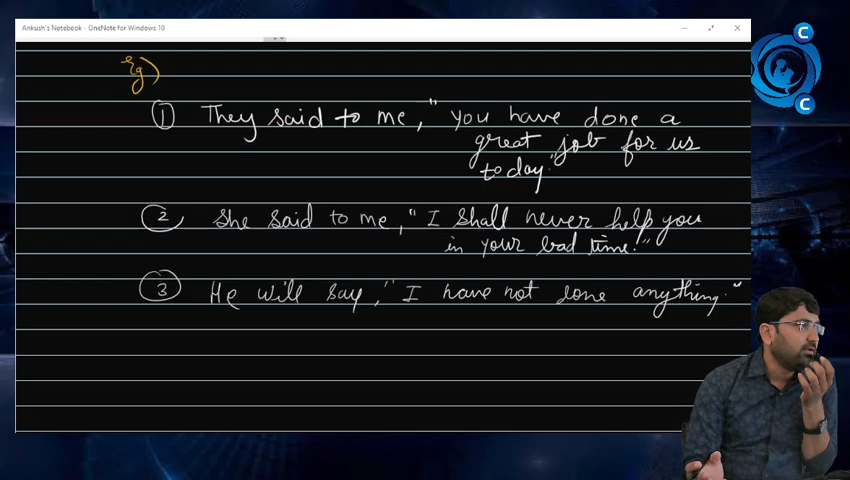 Ankush's Notebook - OneNote for Windows 10
eg)
① They said to me, "you have done a
great job for us
today."
② She said to me, "I shall never help you
in your bad time."
③ He will say, "I have not done anything."
C
C